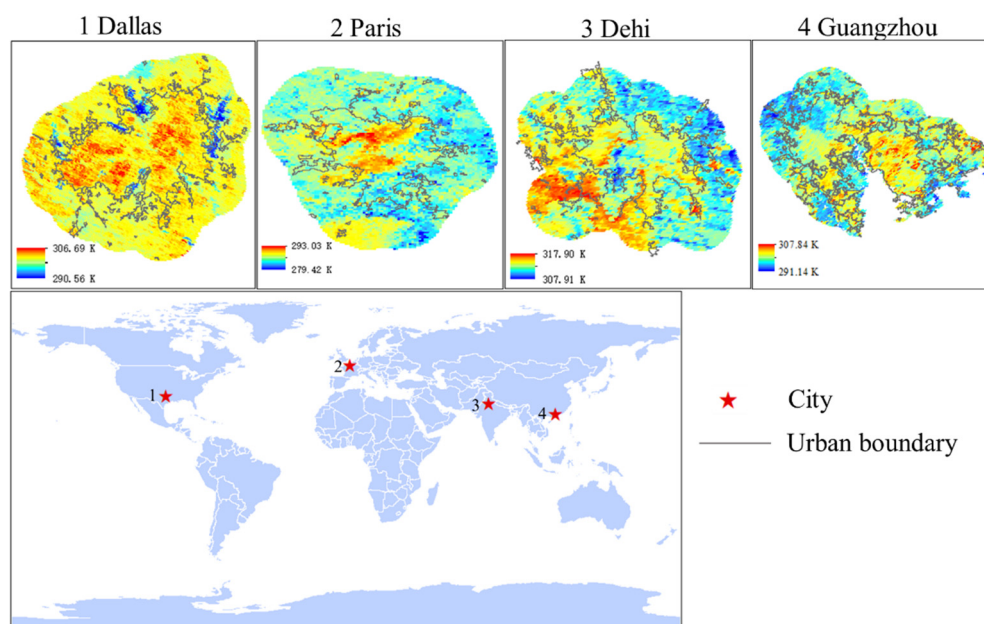 1 Dallas
2 Paris
3 Dehi
4 Guangzhou
306.69 K
290.56 K
293.03 K
279.42 K
317.90 K
307.91 K
307.84 K
291.14 K
1
2
3
4
City
Urban boundary